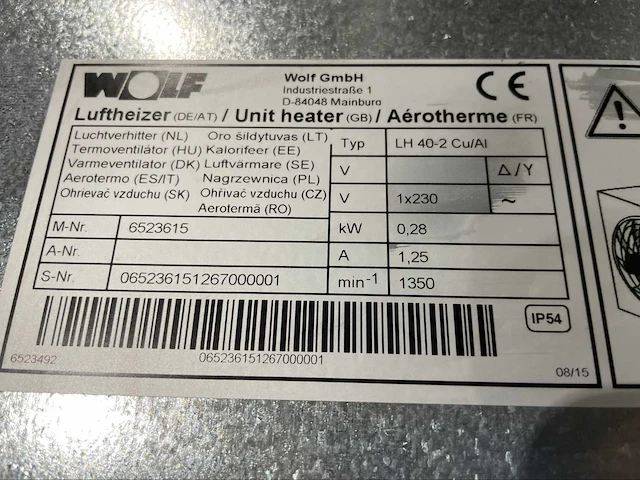 WOLF
Wolf GmbH
Industriestraße 1
D-84048 Mainburg
CE
Luftheizer (DE/AT) / Unit heater (GB) / Aérotherme (FR)
Luchtverhitter (NL) Oro šildytuvas (LT)
Termoventilátor (HU) Kalorifeer (EE)
Varmeventilator (DK) Luftvärmare (SE)
Aerotermo (ES/IT) Nagrzewnica (PL)
Ohrievač vzduchu (SK) Ohřívač vzduchu (CZ)
Aerotermă (RO)
Typ LH 40-2 Cu/Al
V Δ/Y
V 1x230 ~
M-Nr. 6523615
kW 0,28
A-Nr.
A 1,25
S-Nr. 065236151267000001
min-1 1350
IP54
6523492
065236151267000001
08/15